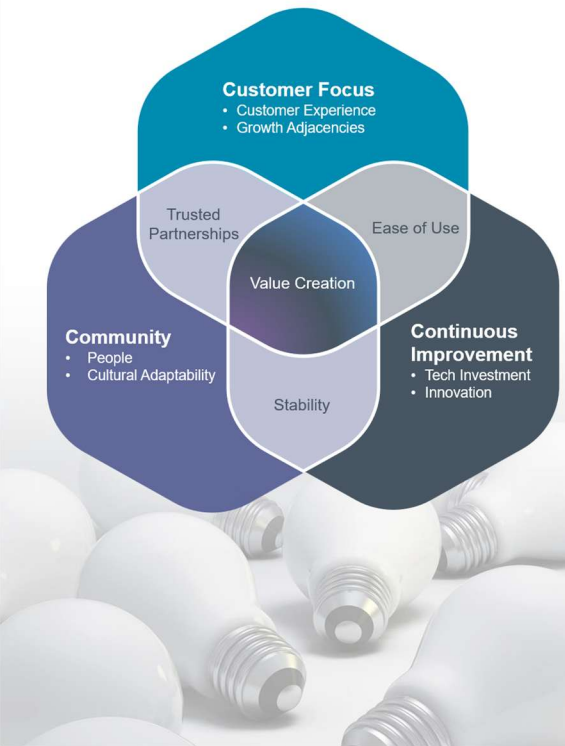 Customer Focus
• Customer Experience
• Growth Adjacencies
Trusted
Partnerships
Ease of Use
Value Creation
Community
• People
• Cultural Adaptability
Continuous
Improvement
• Tech Investment
• Innovation
Stability